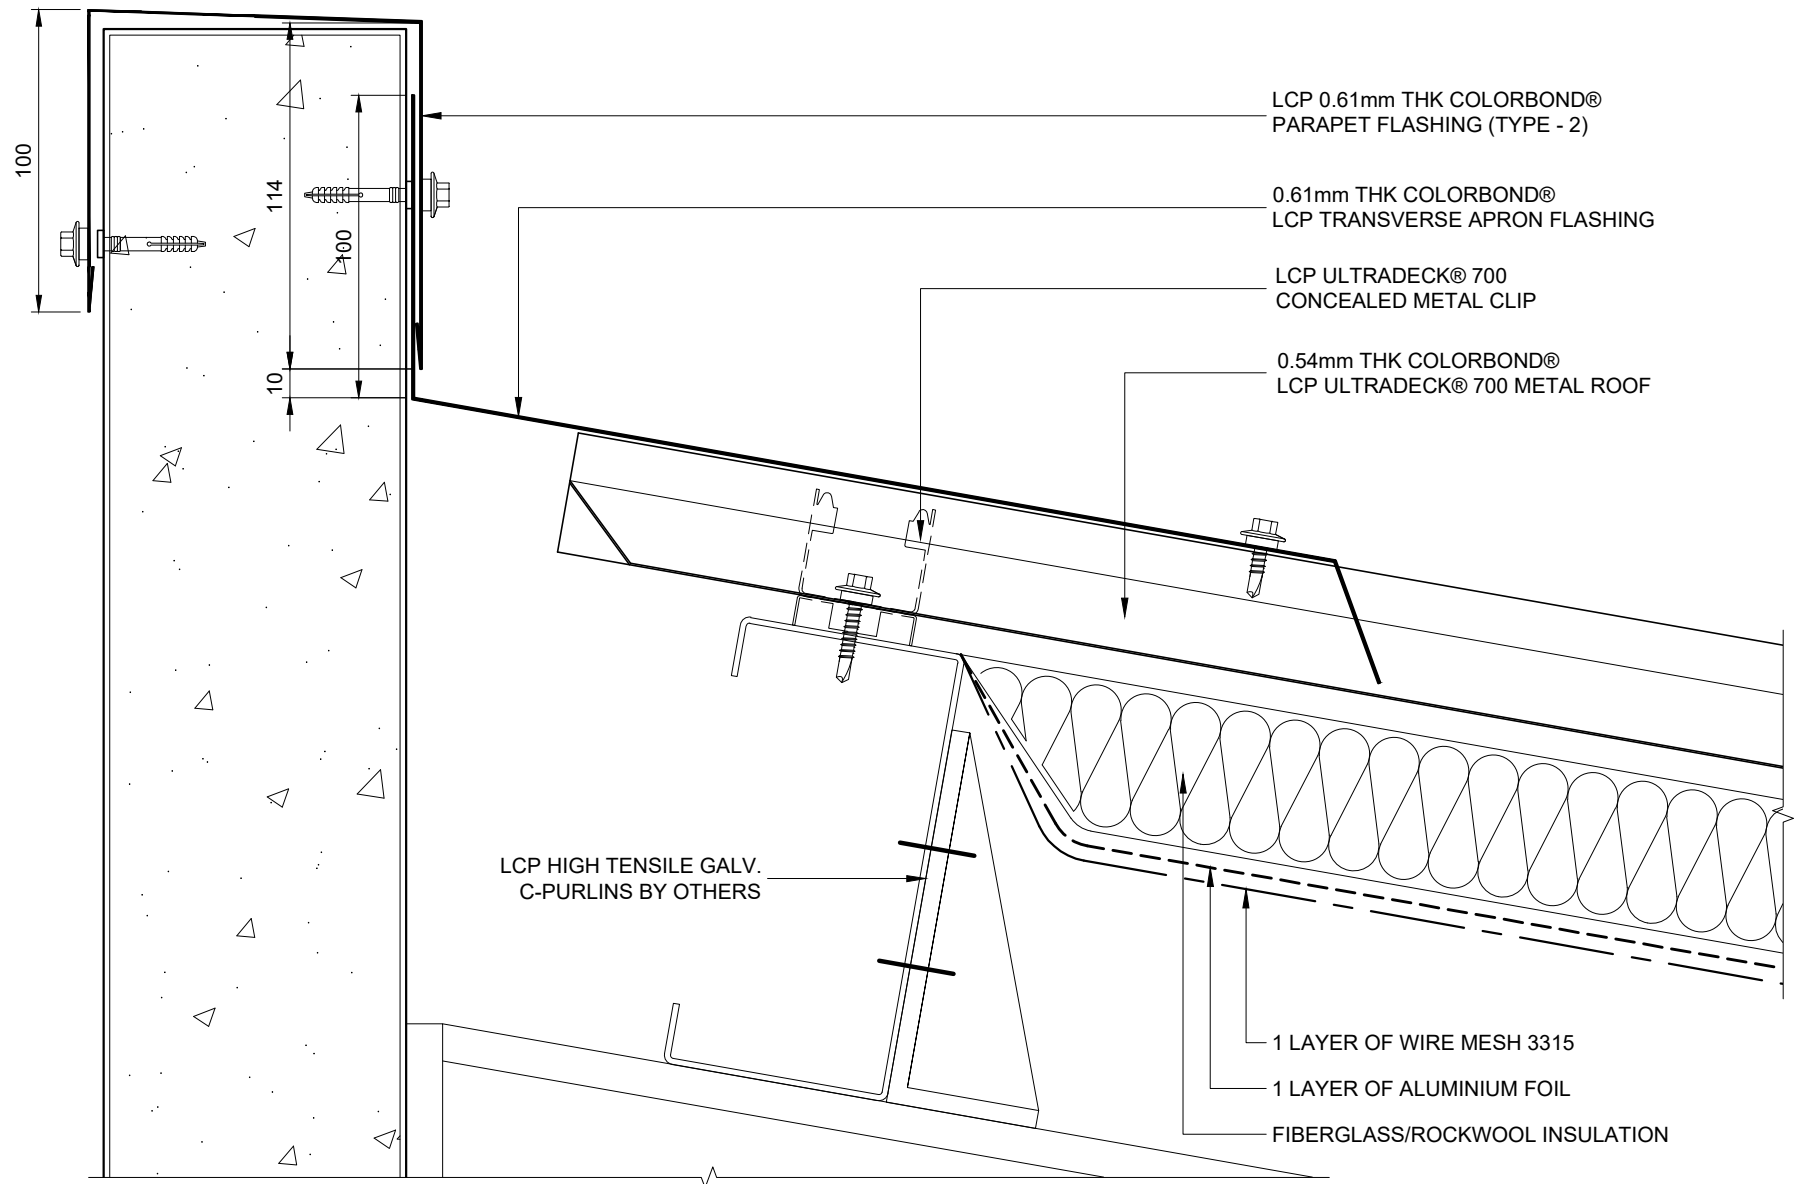 LCP 0.61mm THK COLORBOND®
PARAPET FLASHING (TYPE - 2)
0.61mm THK COLORBOND®
LCP TRANSVERSE APRON FLASHING
LCP ULTRADECK® 700
CONCEALED METAL CLIP
0.54mm THK COLORBOND®
LCP ULTRADECK® 700 METAL ROOF
100
114
100
10
LCP HIGH TENSILE GALV.
C-PURLINS BY OTHERS
1 LAYER OF WIRE MESH 3315
1 LAYER OF ALUMINIUM FOIL
FIBERGLASS/ROCKWOOL INSULATION